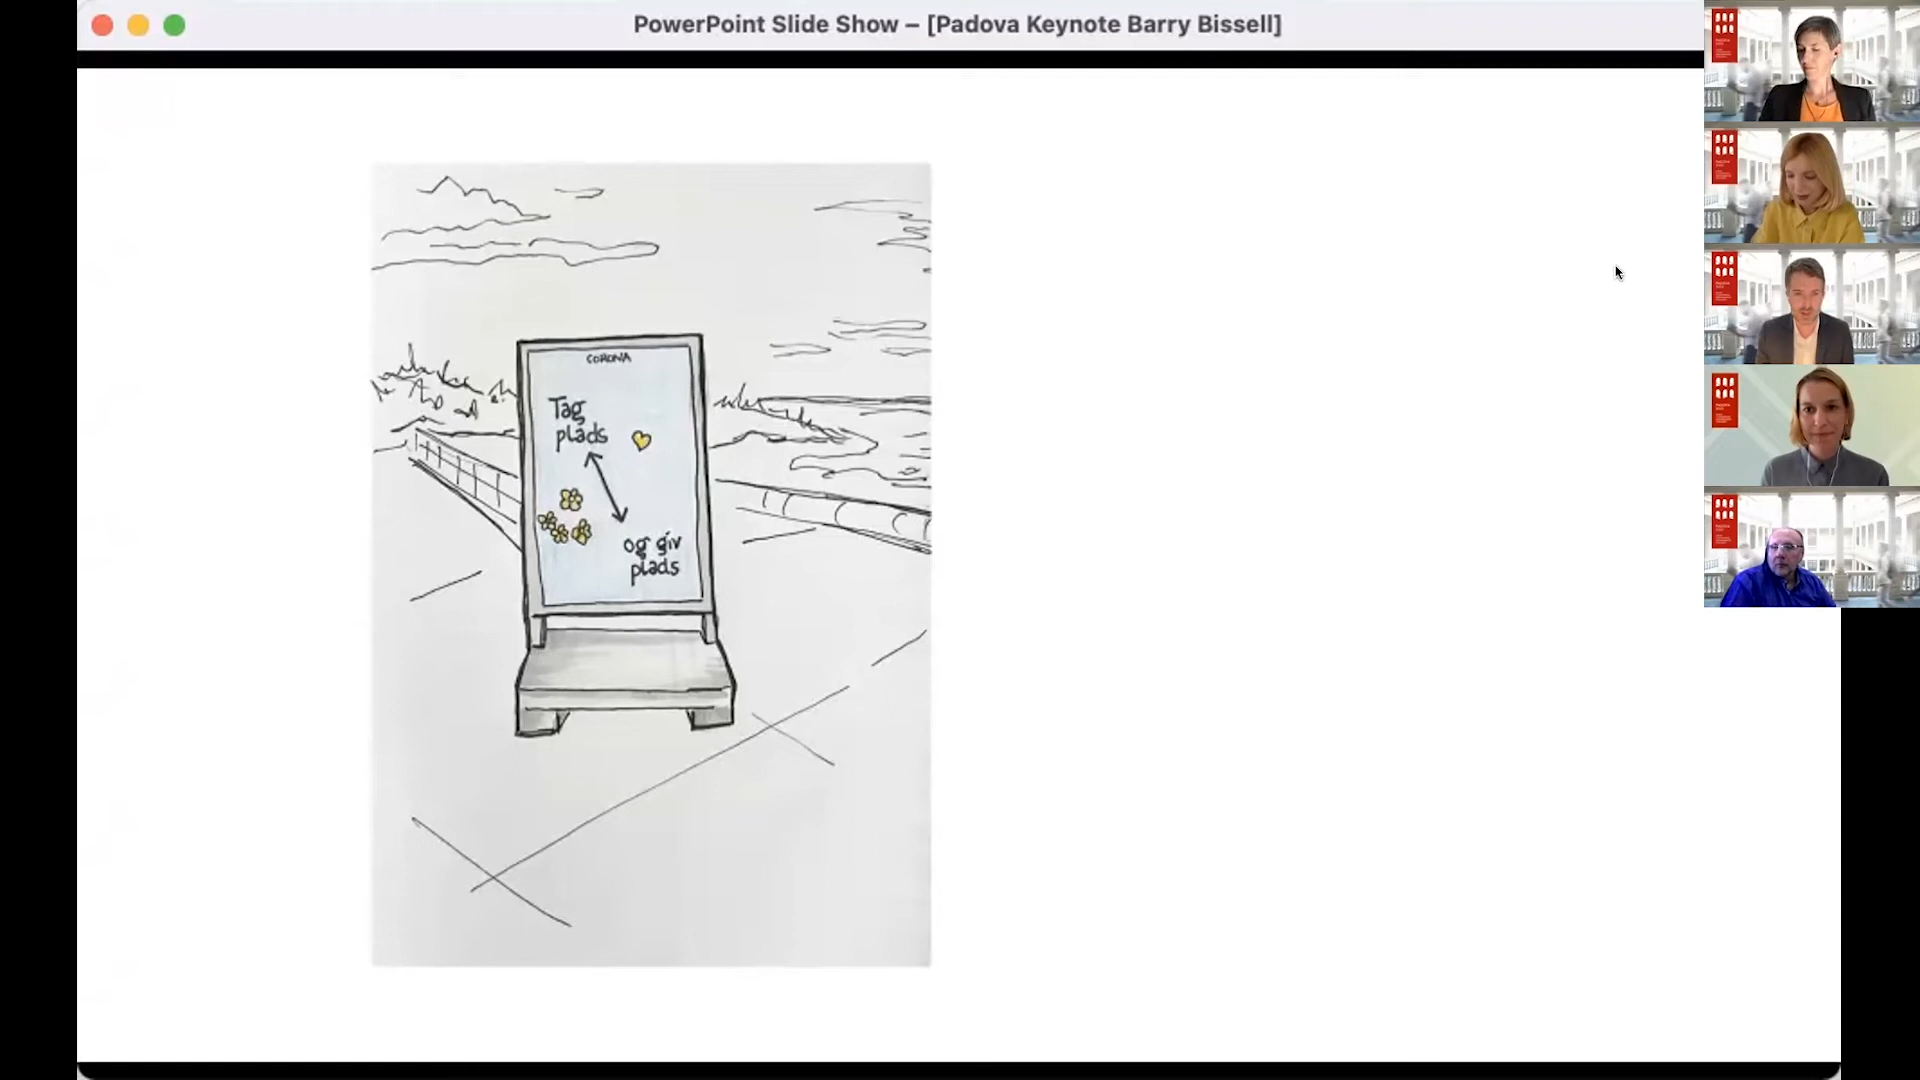 PowerPoint Slide Show – [Padova Keynote Barry Bissell]
CORONA
Tag
plads
og giv
plads